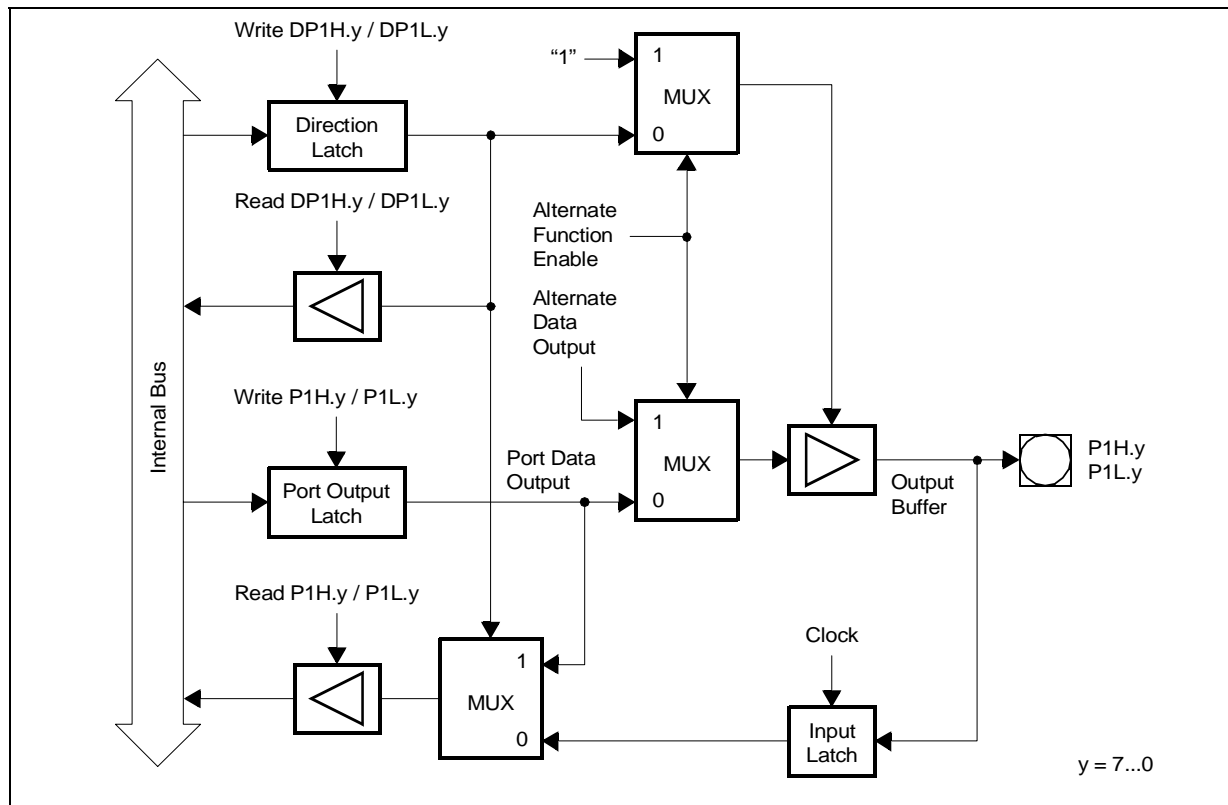 Write DP1H.y / DP1L.y
“1”
1
MUX
0
Direction
Latch
Read DP1H.y / DP1L.y
Alternate
Function
Enable
Alternate
Data
Output
Internal Bus
Write P1H.y / P1L.y
1
MUX
0
Port Data
Output
Port Output
Latch
Output
Buffer
P1H.y
P1L.y
Read P1H.y / P1L.y
Clock
1
MUX
0
Input
Latch
y = 7...0